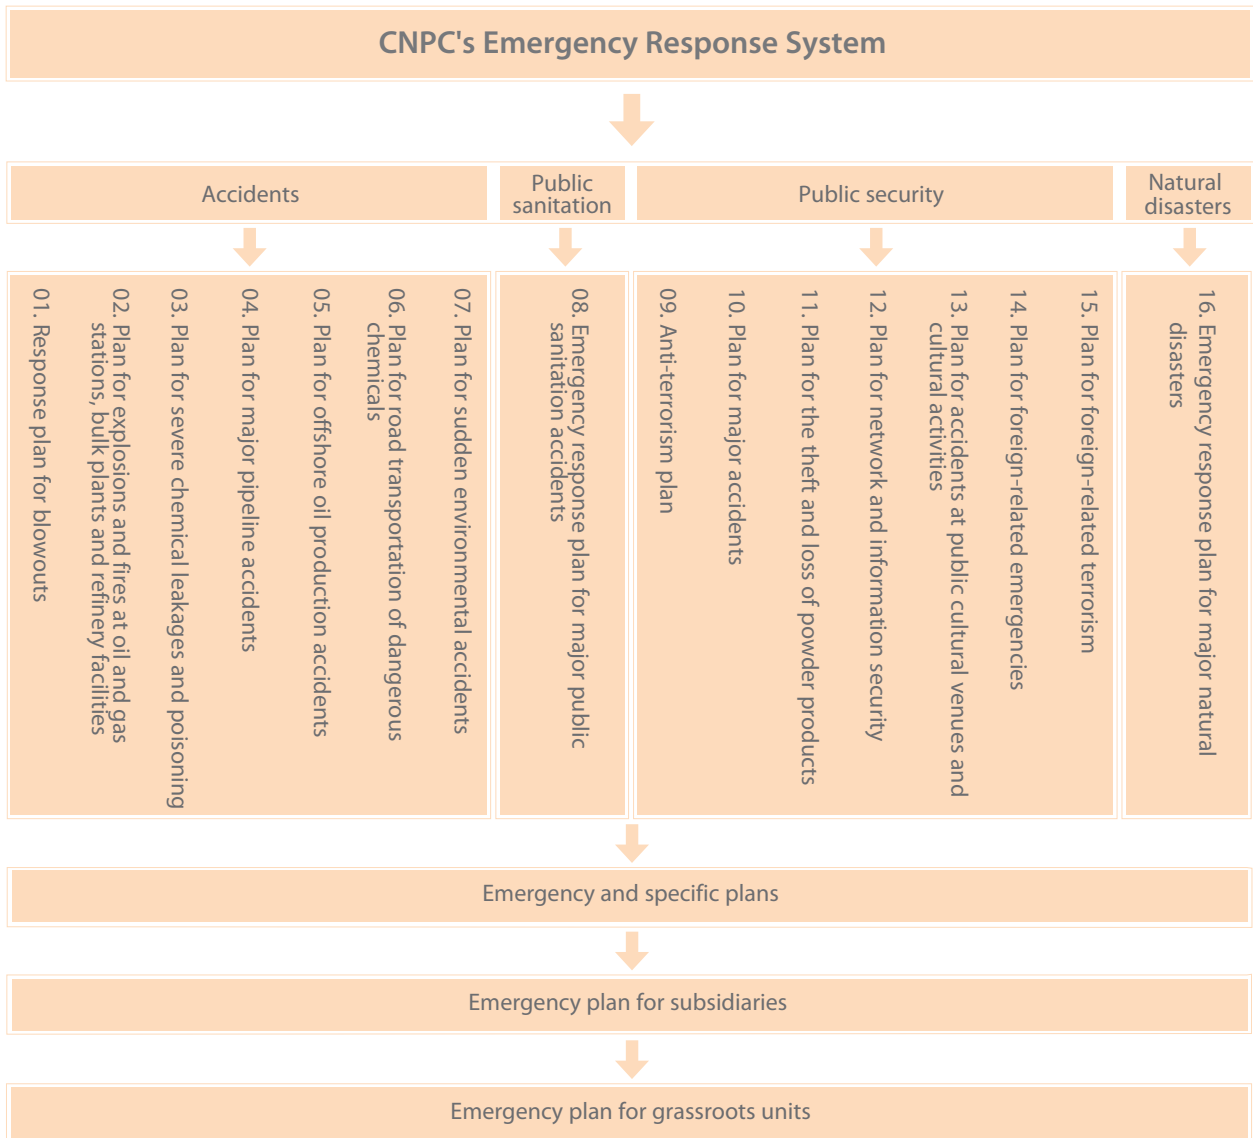 CNPC's Emergency Response System
Accidents
Public
sanitation
Public security
Natural
disasters
01. Response plan for blowouts
02. Plan for explosions and fires at oil and gas
stations, bulk plants and refinery facilities
03. Plan for severe chemical leakages and poisoning
04. Plan for major pipeline accidents
05. Plan for offshore oil production accidents
06. Plan for road transportation of dangerous
chemicals
07. Plan for sudden environmental accidents
08. Emergency response plan for major public
sanitation accidents
09. Anti-terrorism plan
10. Plan for major accidents
11. Plan for the theft and loss of powder products
12. Plan for network and information security
13. Plan for accidents at public cultural venues and
cultural activities
14. Plan for foreign-related emergencies
15. Plan for foreign-related terrorism
16. Emergency response plan for major natural
disasters
Emergency and specific plans
Emergency plan for subsidiaries
Emergency plan for grassroots units